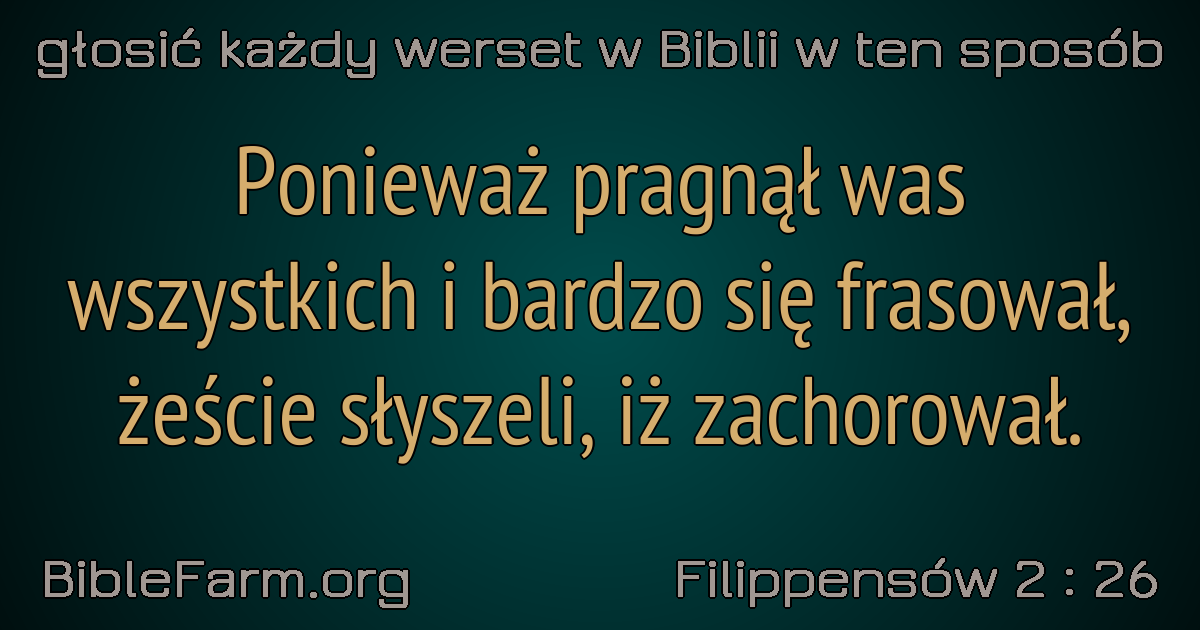 głosić każdy werset w Biblii w ten sposób
Ponieważ pragnął was
wszystkich i bardzo się frasował,
żeście słyszeli, iż zachorował.
BibleFarm.org
Filippensów 2 : 26